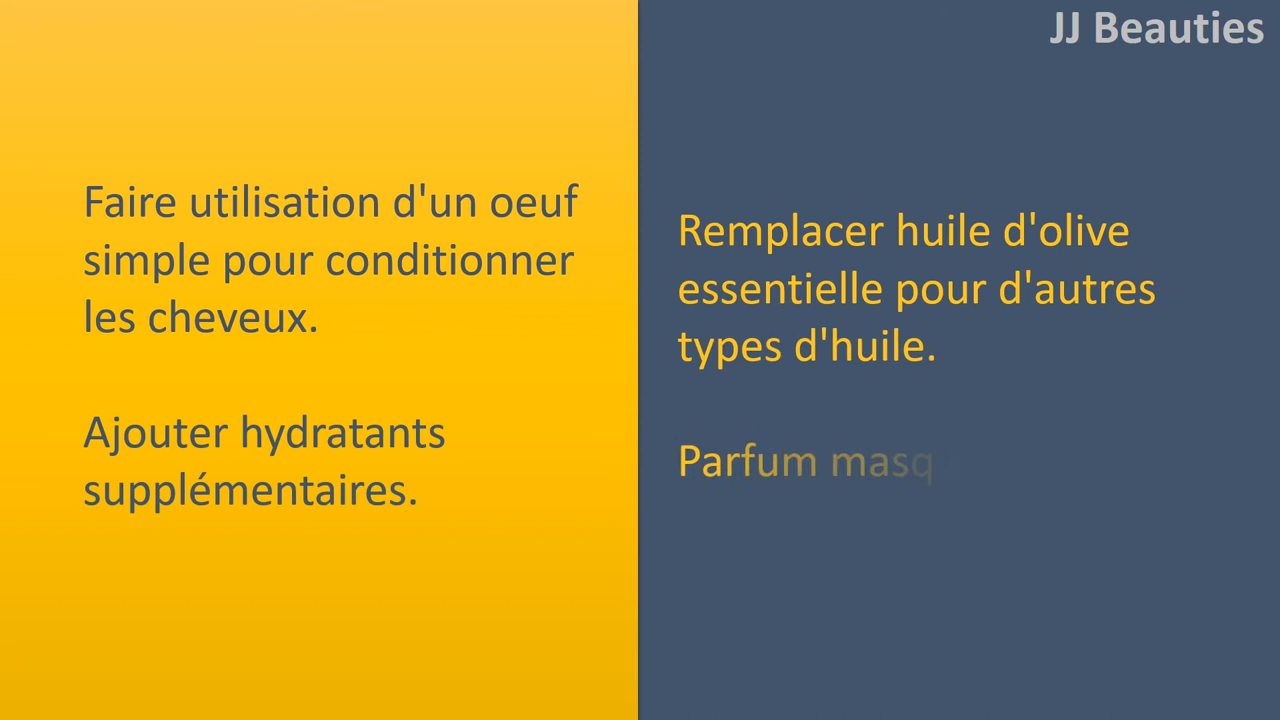 JJ Beauties
Faire utilisation d'un oeuf
simple pour conditionner
les cheveux.
Ajouter hydratants
supplémentaires.
Remplacer huile d'olive
essentielle pour d'autres
types d'huile.
Parfum masq